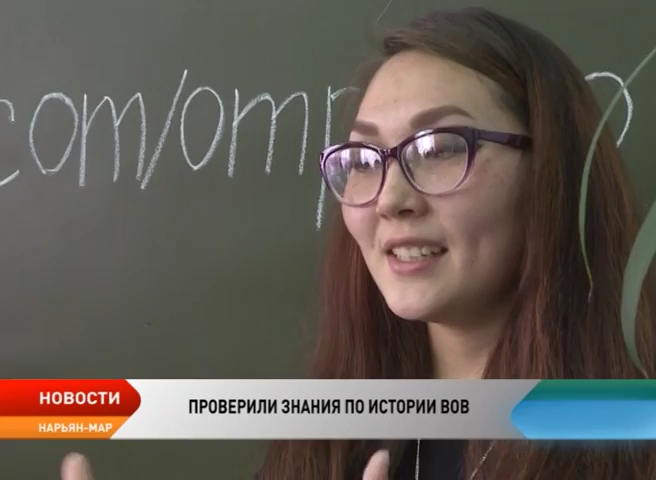 com/omp
НОВОСТИ
ПРОВЕРИЛИ ЗНАНИЯ ПО ИСТОРИИ ВОВ
НАРЬЯН-МАР